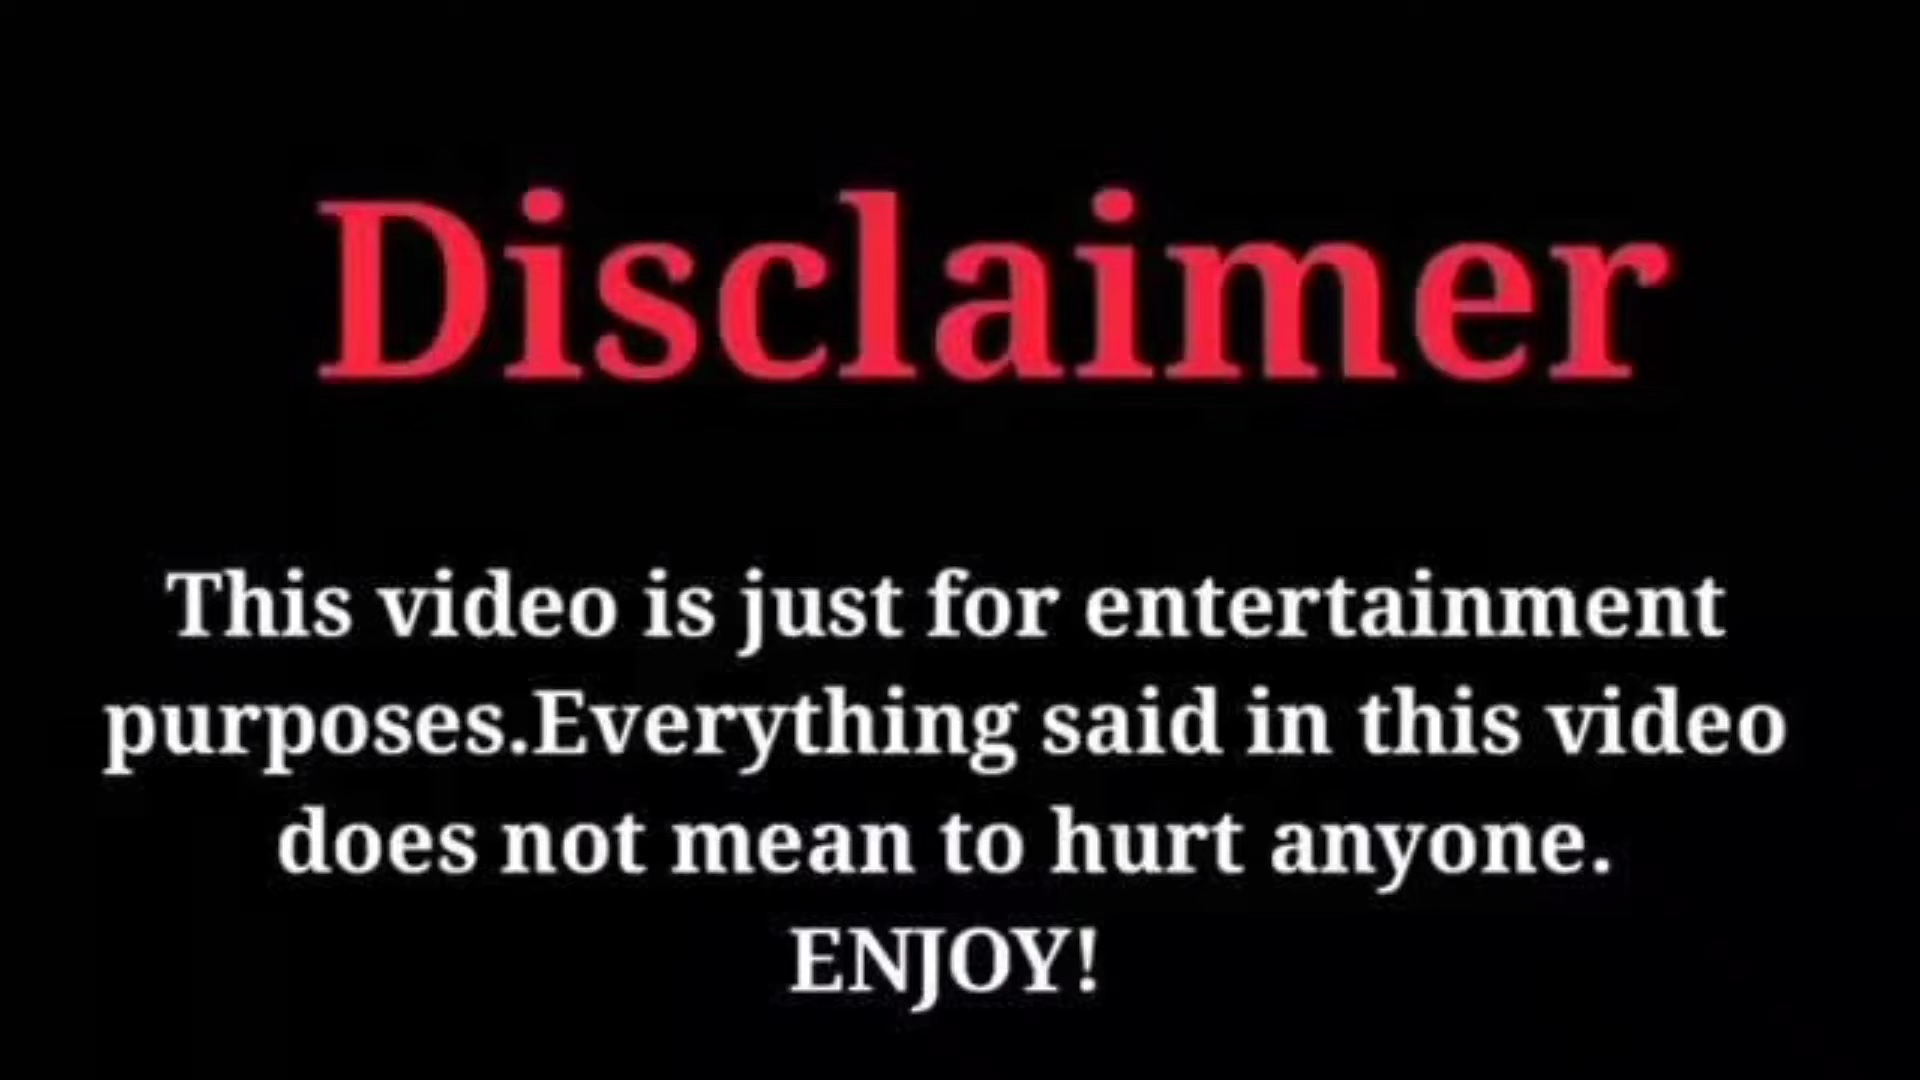 Disclaimer
This video is just for entertainment
purposes.Everything said in this video
does not mean to hurt anyone.
ENJOY!